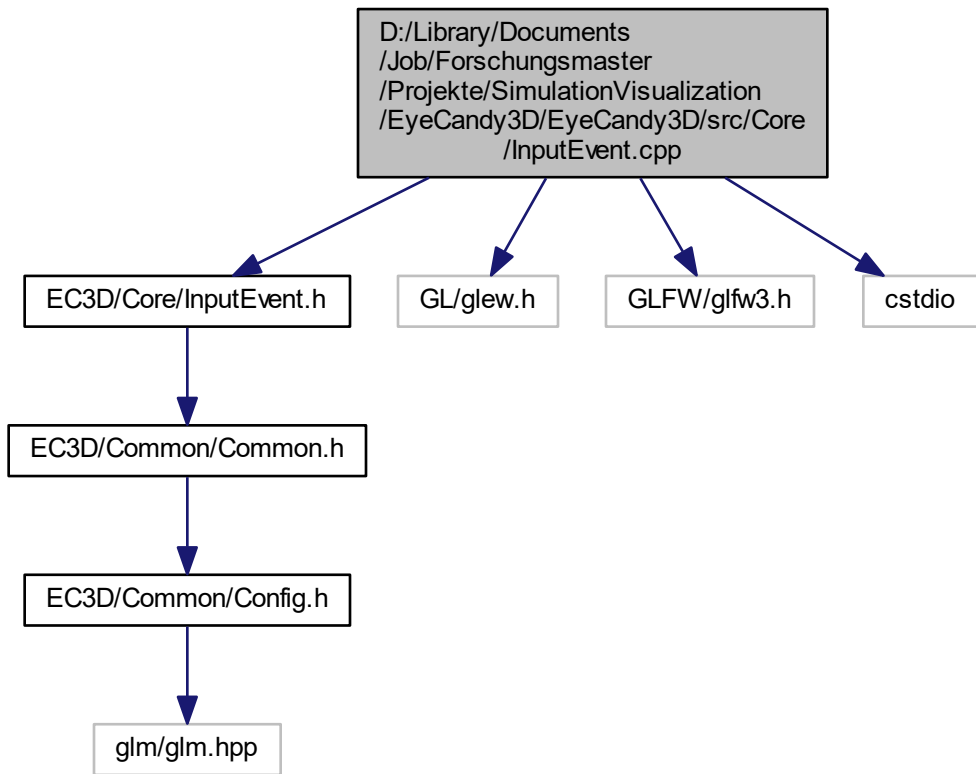 D:/Library/Documents
/Job/Forschungsmaster
/Projekte/SimulationVisualization
/EyeCandy3D/EyeCandy3D/src/Core
/InputEvent.cpp
EC3D/Core/InputEvent.h
GL/glew.h
GLFW/glfw3.h
cstdio
EC3D/Common/Common.h
EC3D/Common/Config.h
glm/glm.hpp